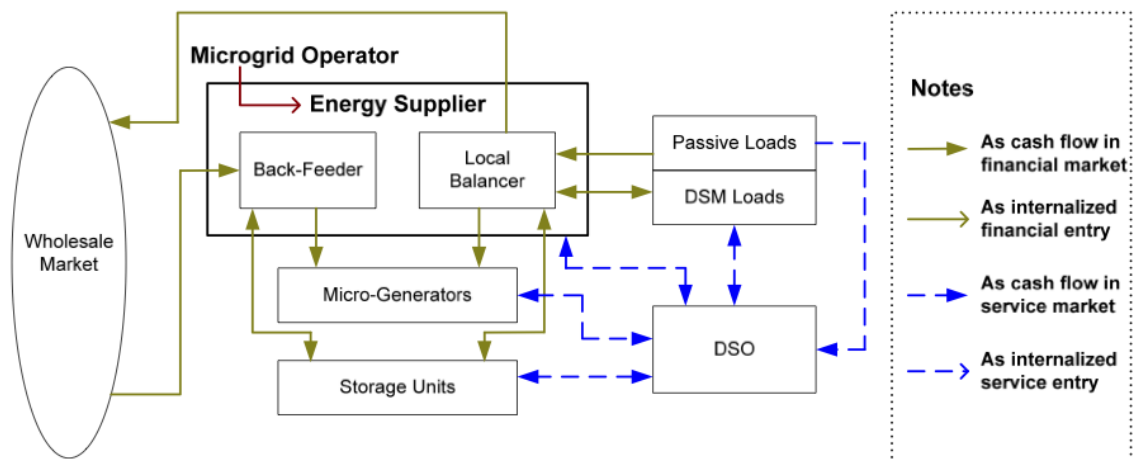 Microgrid Operator
Energy Supplier
Back-Feeder
Local
Balancer
Passive Loads
DSM Loads
Wholesale
Market
Micro-Generators
Storage Units
DSO
Notes
As cash flow in
financial market
As internalized
financial entry
As cash flow in
service market
As internalized
service entry